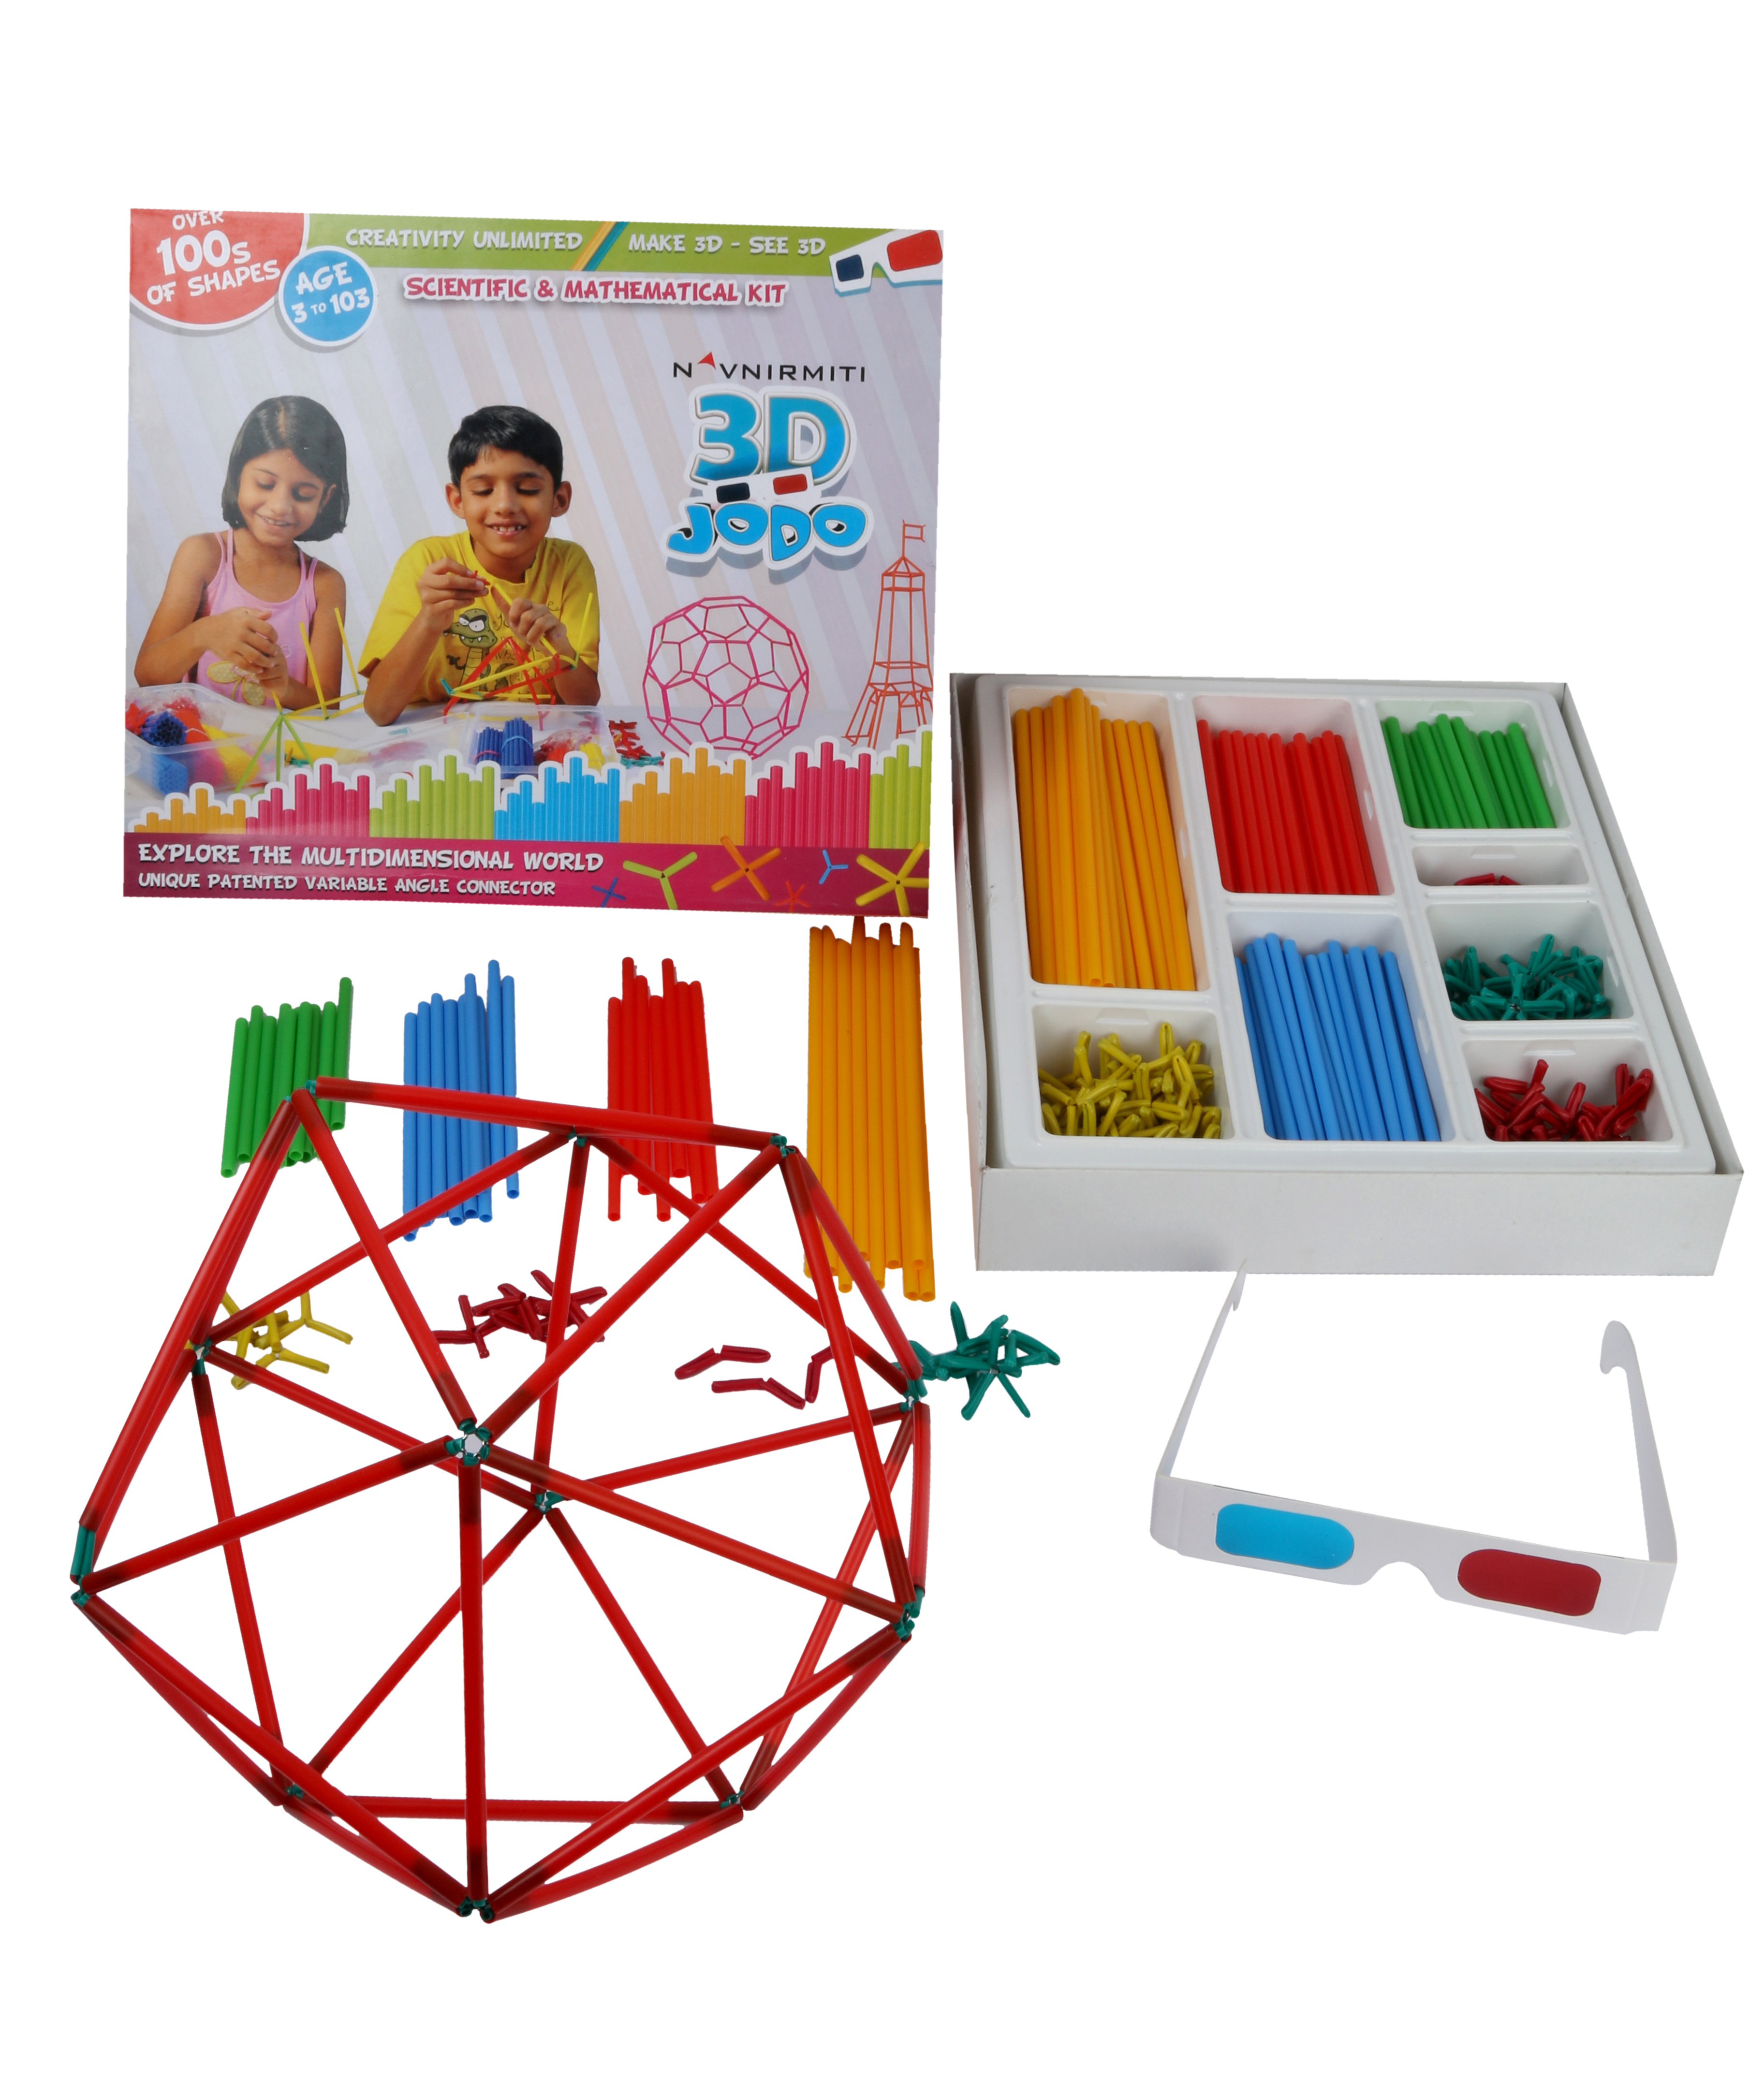 OVER
100s
OF SHAPES
AGE
3 TO 103
CREATIVITY UNLIMITED
MAKE 3D - SEE 3D
SCIENTIFIC & MATHEMATICAL KIT
NAVNIRMITI
3D
JODO
EXPLORE THE MULTIDIMENSIONAL WORLD
UNIQUE PATENTED VARIABLE ANGLE CONNECTOR